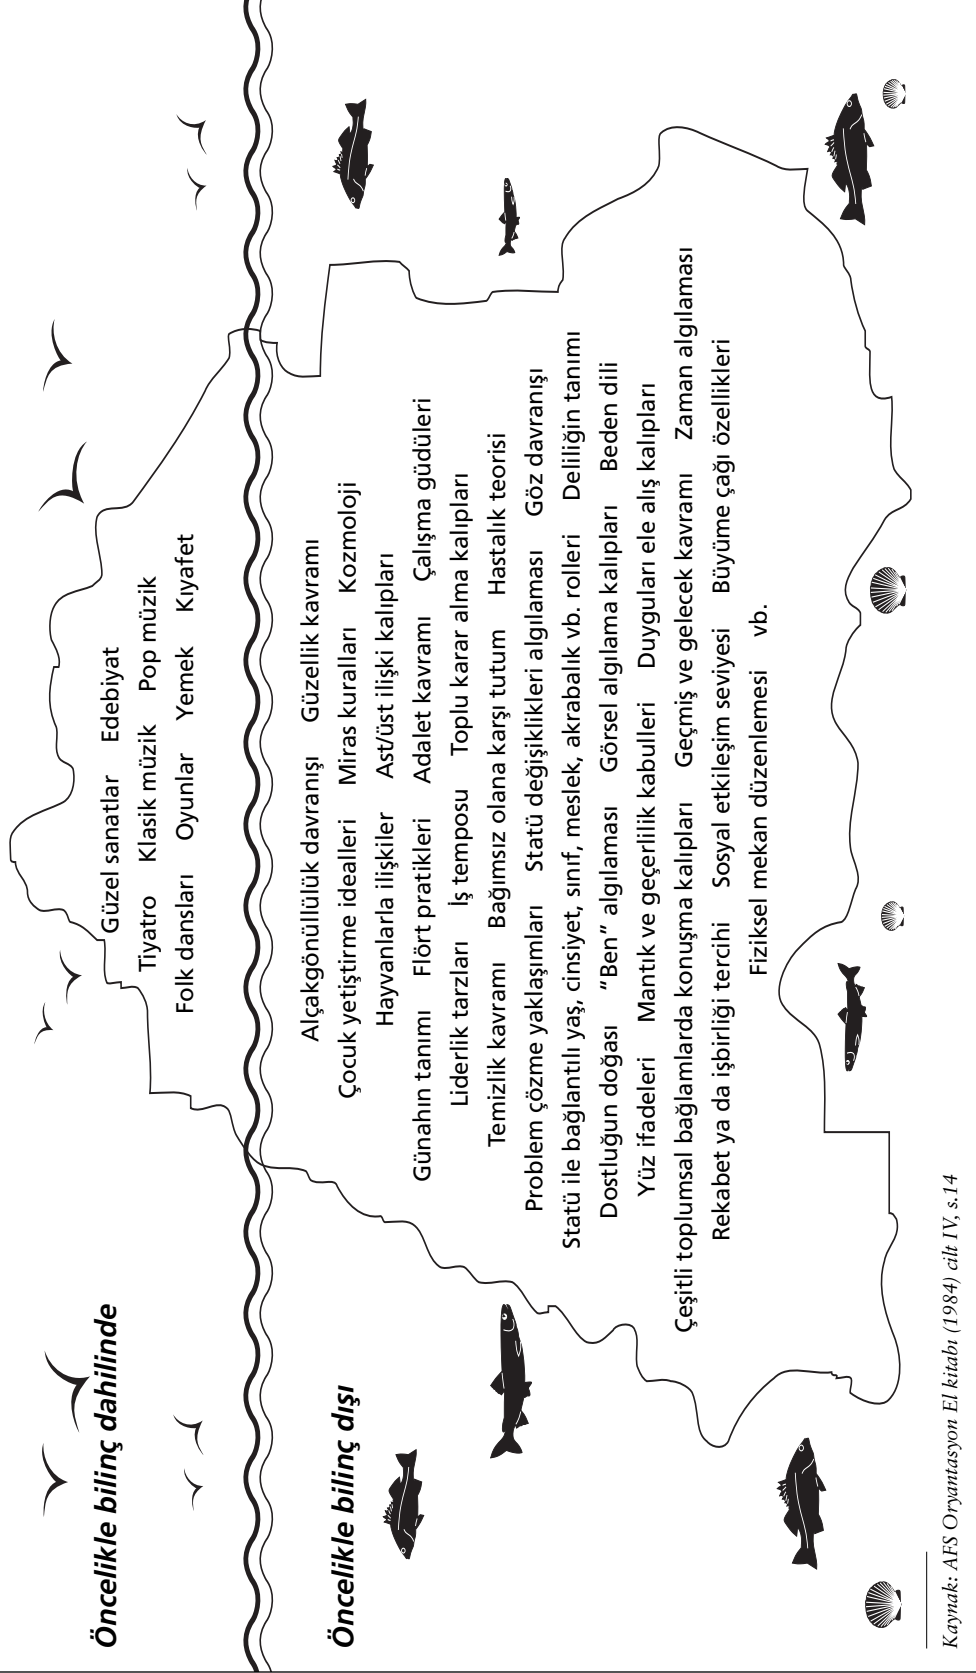 Öncelikle bilinç dahilinde
Güzel sanatlar Edebiyat
Tiyatro Klasik müzik Pop müzik
Folk dansları Oyunlar Yemek Kıyafet
Öncelikle bilinç dışı
Alçakgönüllülük davranışı Güzellik kavramı
Çocuk yetiştirme idealleri Miras kuralları Kozmoloji
Hayvanlarla ilişkiler Ast/üst ilişki kalıpları
Günahın tanımı Flört pratikleri Adalet kavramı Çalışma güdüleri
Liderlik tarzları İş temposu Toplu karar alma kalıpları
Temizlik kavramı Bağımsız olana karşı tutum Hastalık teorisi
Problem çözme yaklaşımları Statü değişiklikleri algılaması Göz davranışı
Statü ile bağlantılı yaş, cinsiyet, sınıf, meslek, akrabalık vb. rolleri Deliliğin tanımı
Dostluğun doğası “Ben” algılaması Görsel algılama kalıpları Beden dili
Yüz ifadeleri Mantık ve geçerlilik kabulleri Duyguları ele alış kalıpları
Çeşitli toplumsal bağlamlarda konuşma kalıpları Geçmiş ve gelecek kavramı Zaman algılaması
Rekabet ya da işbirliği tercihi Sosyal etkileşim seviyesi Büyüme çağı özellikleri
Fiziksel mekan düzenlemesi vb.
Kaynak: AFS Oryantasyon El kitabı (1984) cilt IV, s.14